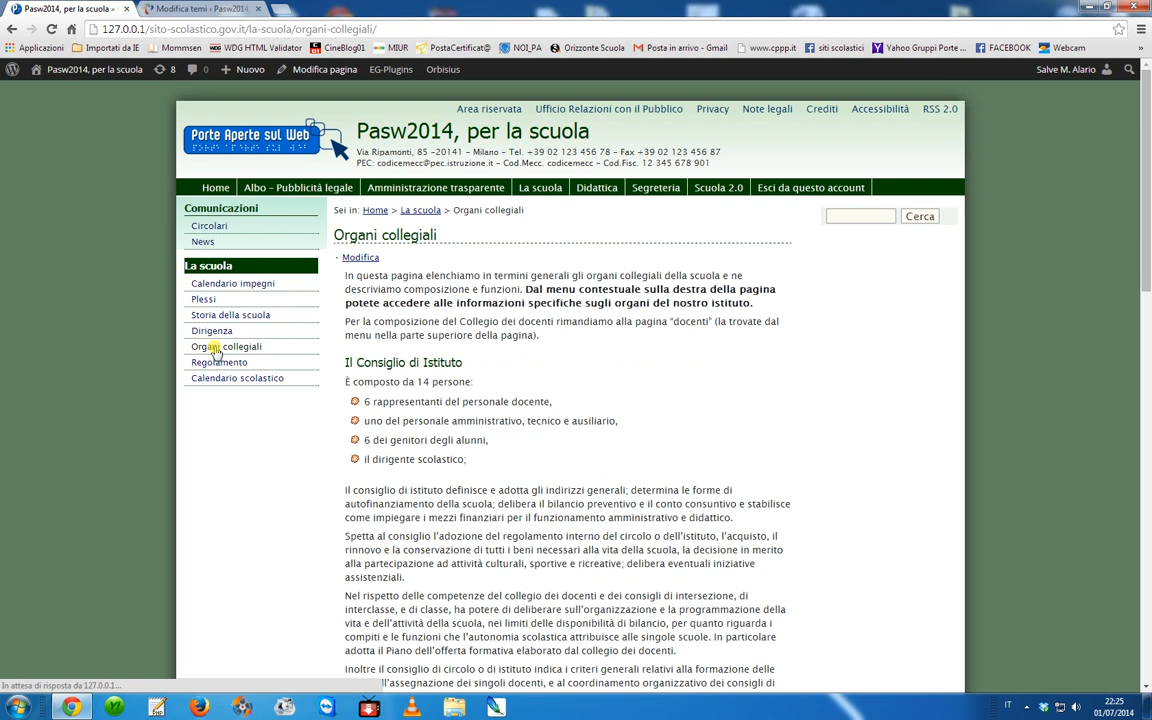 Pasw2014, per la scuola »
Modifica temi ‹ Pasw2014,
127.0.0.1/sito-scolastico.gov.it/la-scuola/organi-collegiali/
Applicazioni Importati da IE Mommsen WDG HTML Validator CineBlog01 MIUR PostaCertificat@ NOI_PA Orizzonte Scuola Posta in arrivo - Gmail www.cppp.it siti scolastici Yahoo Gruppi Porte ... FACEBOOK Webcam »
Pasw2014, per la scuola 8 0 Nuovo Modifica pagina EG-Plugins Orbisius Salve M. Alario
Area riservata Ufficio Relazioni con il Pubblico Privacy Note legali Crediti Accessibilità RSS 2.0
Porte Aperte sul Web
Pasw2014, per la scuola
Via Ripamonti, 85 -20141 - Milano - Tel. +39 02 123 456 78 - Fax +39 02 123 456 87
PEC: codicemecc@pec.istruzione.it - Cod.Mecc. codicemecc - Cod.Fisc. 12 345 678 901
Home Albo – Pubblicità legale Amministrazione trasparente La scuola Didattica Segreteria Scuola 2.0 Esci da questo account
Comunicazioni
Circolari
News
La scuola
Calendario impegni
Plessi
Storia della scuola
Dirigenza
Organi collegiali
Regolamento
Calendario scolastico
Sei in: Home > La scuola > Organi collegiali
Cerca
Organi collegiali
· Modifica
In questa pagina elenchiamo in termini generali gli organi collegiali della scuola e ne
descriviamo composizione e funzioni. Dal menu contestuale sulla destra della pagina
potete accedere alle informazioni specifiche sugli organi del nostro istituto.
Per la composizione del Collegio dei docenti rimandiamo alla pagina “docenti” (la trovate dal
menu nella parte superiore della pagina).
Il Consiglio di Istituto
È composto da 14 persone:
6 rappresentanti del personale docente,
uno del personale amministrativo, tecnico e ausiliario,
6 dei genitori degli alunni,
il dirigente scolastico;
Il consiglio di istituto definisce e adotta gli indirizzi generali; determina le forme di
autofinanziamento della scuola; delibera il bilancio preventivo e il conto consuntivo e stabilisce
come impiegare i mezzi finanziari per il funzionamento amministrativo e didattico.
Spetta al consiglio l’adozione del regolamento interno del circolo o dell’istituto, l’acquisto, il
rinnovo e la conservazione di tutti i beni necessari alla vita della scuola, la decisione in merito
alla partecipazione ad attività culturali, sportive e ricreative; delibera eventuali iniziative
assistenziali.
Nel rispetto delle competenze del collegio dei docenti e dei consigli di intersezione, di
interclasse, e di classe, ha potere di deliberare sull’organizzazione e la programmazione della
vita e dell’attività della scuola, nei limiti delle disponibilità di bilancio, per quanto riguarda i
compiti e le funzioni che l’autonomia scolastica attribuisce alle singole scuole. In particolare
adotta il Piano dell’offerta formativa elaborato dal collegio dei docenti.
Inoltre il consiglio di circolo o di istituto indica i criteri generali relativi alla formazione delle
all’assegnazione dei singoli docenti, e al coordinamento organizzativo dei consigli di
In attesa di risposta da 127.0.0.1...
IT 22:25
01/07/2014